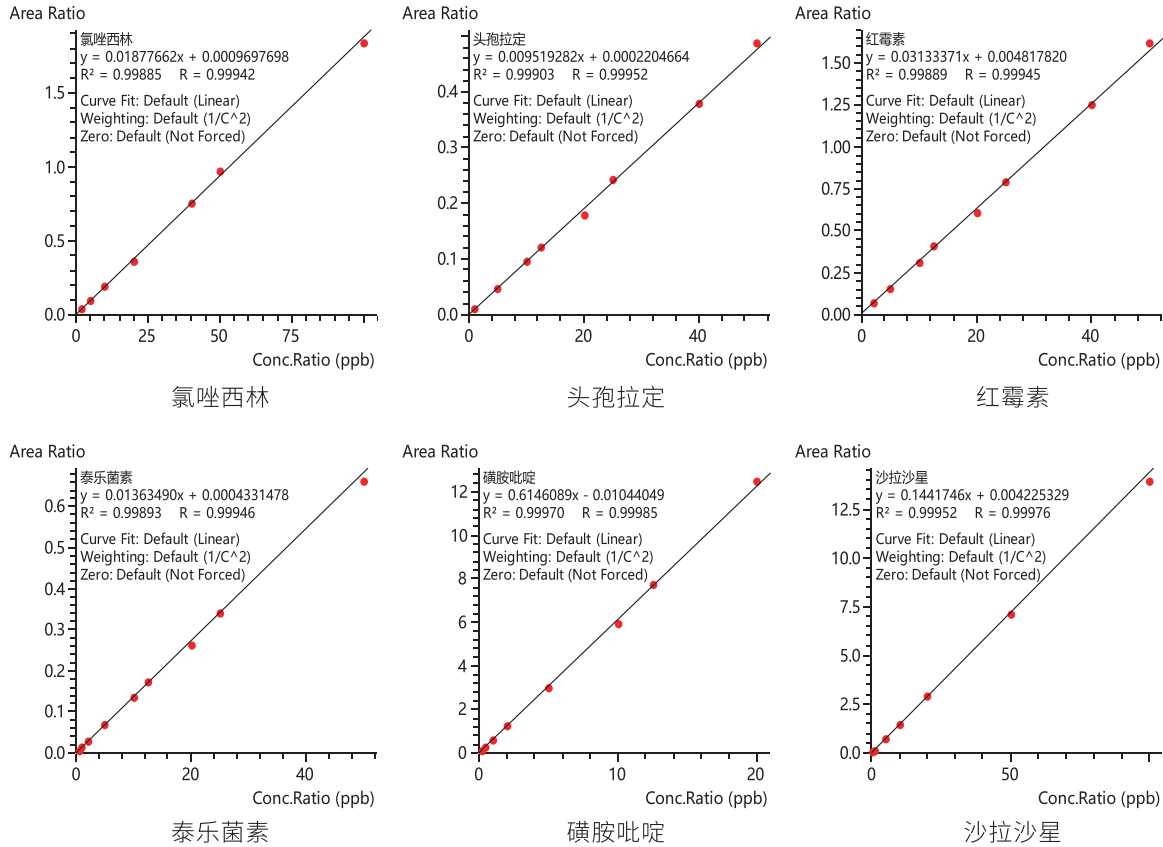 Area Ratio
氯唑西林
y = 0.01877662x + 0.0009697698
R² = 0.99885 R = 0.99942
Curve Fit: Default (Linear)
Weighting: Default (1/C^2)
Zero: Default (Not Forced)
1.5
1.0
0.5
0.0
0 25 50 75
Conc.Ratio (ppb)
氯唑西林
Area Ratio
头孢拉定
y = 0.009519282x + 0.0002204664
R² = 0.99903 R = 0.99952
Curve Fit: Default (Linear)
Weighting: Default (1/C^2)
Zero: Default (Not Forced)
0.4
0.3
0.2
0.1
0.0
0 20 40
Conc.Ratio (ppb)
头孢拉定
Area Ratio
红霉素
y = 0.03133371x + 0.004817820
R² = 0.99889 R = 0.99945
Curve Fit: Default (Linear)
Weighting: Default (1/C^2)
Zero: Default (Not Forced)
1.50
1.25
1.00
0.75
0.50
0.25
0.00
0 20 40
Conc.Ratio (ppb)
红霉素
Area Ratio
泰乐菌素
y = 0.01363490x + 0.0004331478
R² = 0.99893 R = 0.99946
Curve Fit: Default (Linear)
Weighting: Default (1/C^2)
Zero: Default (Not Forced)
0.6
0.5
0.4
0.3
0.2
0.1
0.0
0 20 40
Conc.Ratio (ppb)
泰乐菌素
Area Ratio
磺胺吡啶
y = 0.6146089x - 0.01044049
R² = 0.99970 R = 0.99985
Curve Fit: Default (Linear)
Weighting: Default (1/C^2)
Zero: Default (Not Forced)
12
10
8
6
4
2
0
0 10 20
Conc.Ratio (ppb)
磺胺吡啶
Area Ratio
沙拉沙星
y = 0.1441746x + 0.004225329
R² = 0.99952 R = 0.99976
Curve Fit: Default (Linear)
Weighting: Default (1/C^2)
Zero: Default (Not Forced)
12.5
10.0
7.5
5.0
2.5
0.0
0 50
Conc.Ratio (ppb)
沙拉沙星